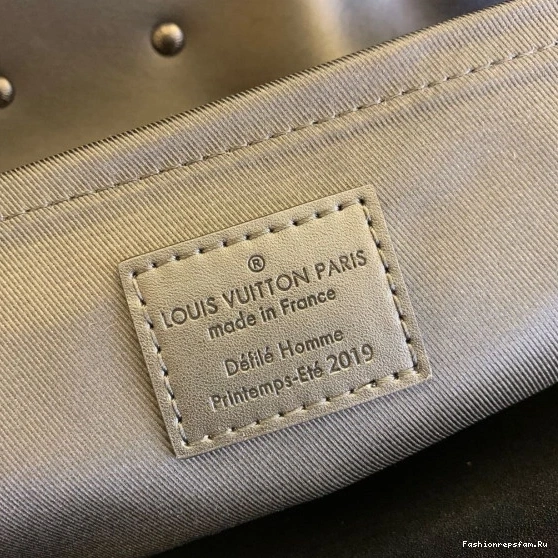 ®
LOUIS VUITTON PARIS
made in France
Défilé Homme
Printemps-Eté 2019
Fashionrepsfam.Ru